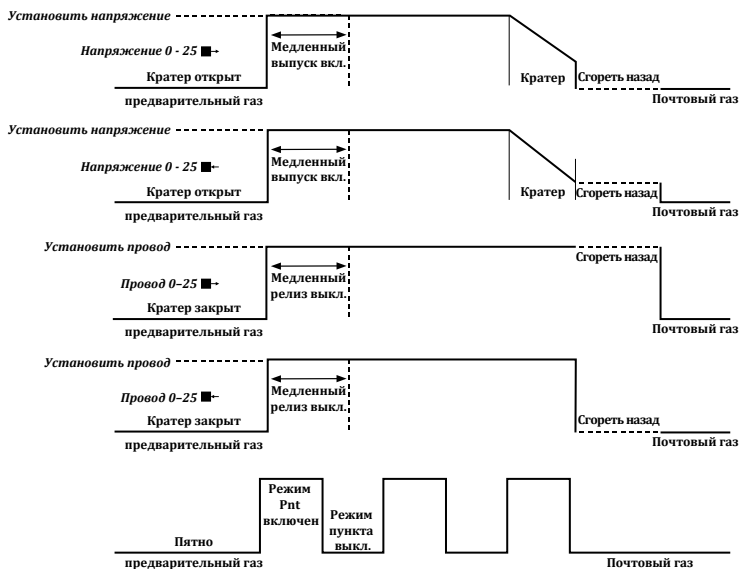 Установить напряжение
Напряжение 0 - 25
Медленный
выпуск вкл.
Кратер открыт
Кратер
Сгореть назад
предварительный газ
Почтовый газ
Установить напряжение
Напряжение 0 - 25
Медленный
выпуск вкл.
Кратер открыт
Кратер
Сгореть назад
предварительный газ
Почтовый газ
Установить провод
Сгореть назад
Провод 0–25
Медленный
релиз выкл.
Кратер закрыт
предварительный газ
Почтовый газ
Установить провод
Провод 0–25
Медленный
релиз выкл.
Кратер закрыт
Сгореть назад
предварительный газ
Почтовый газ
Режим
Pnt
включен
Режим
пункта
выкл.
Пятно
предварительный газ
Почтовый газ